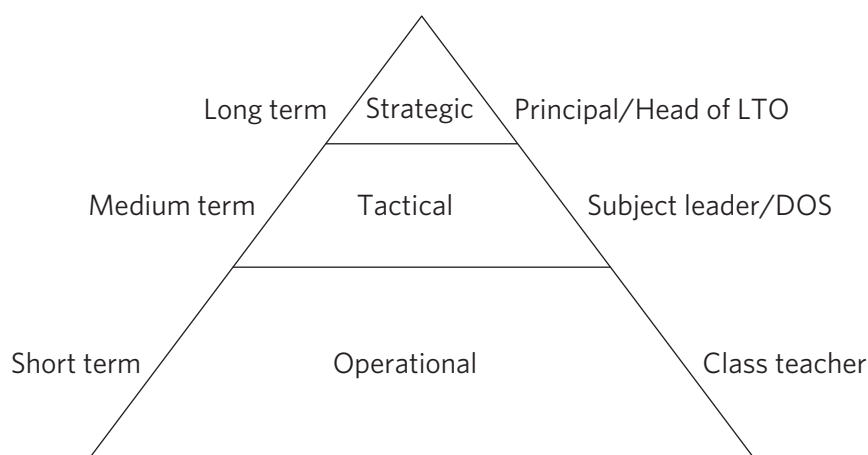 Long term Strategic Principal/Head of LTO
Medium term Tactical Subject leader/DOS
Short term Operational Class teacher